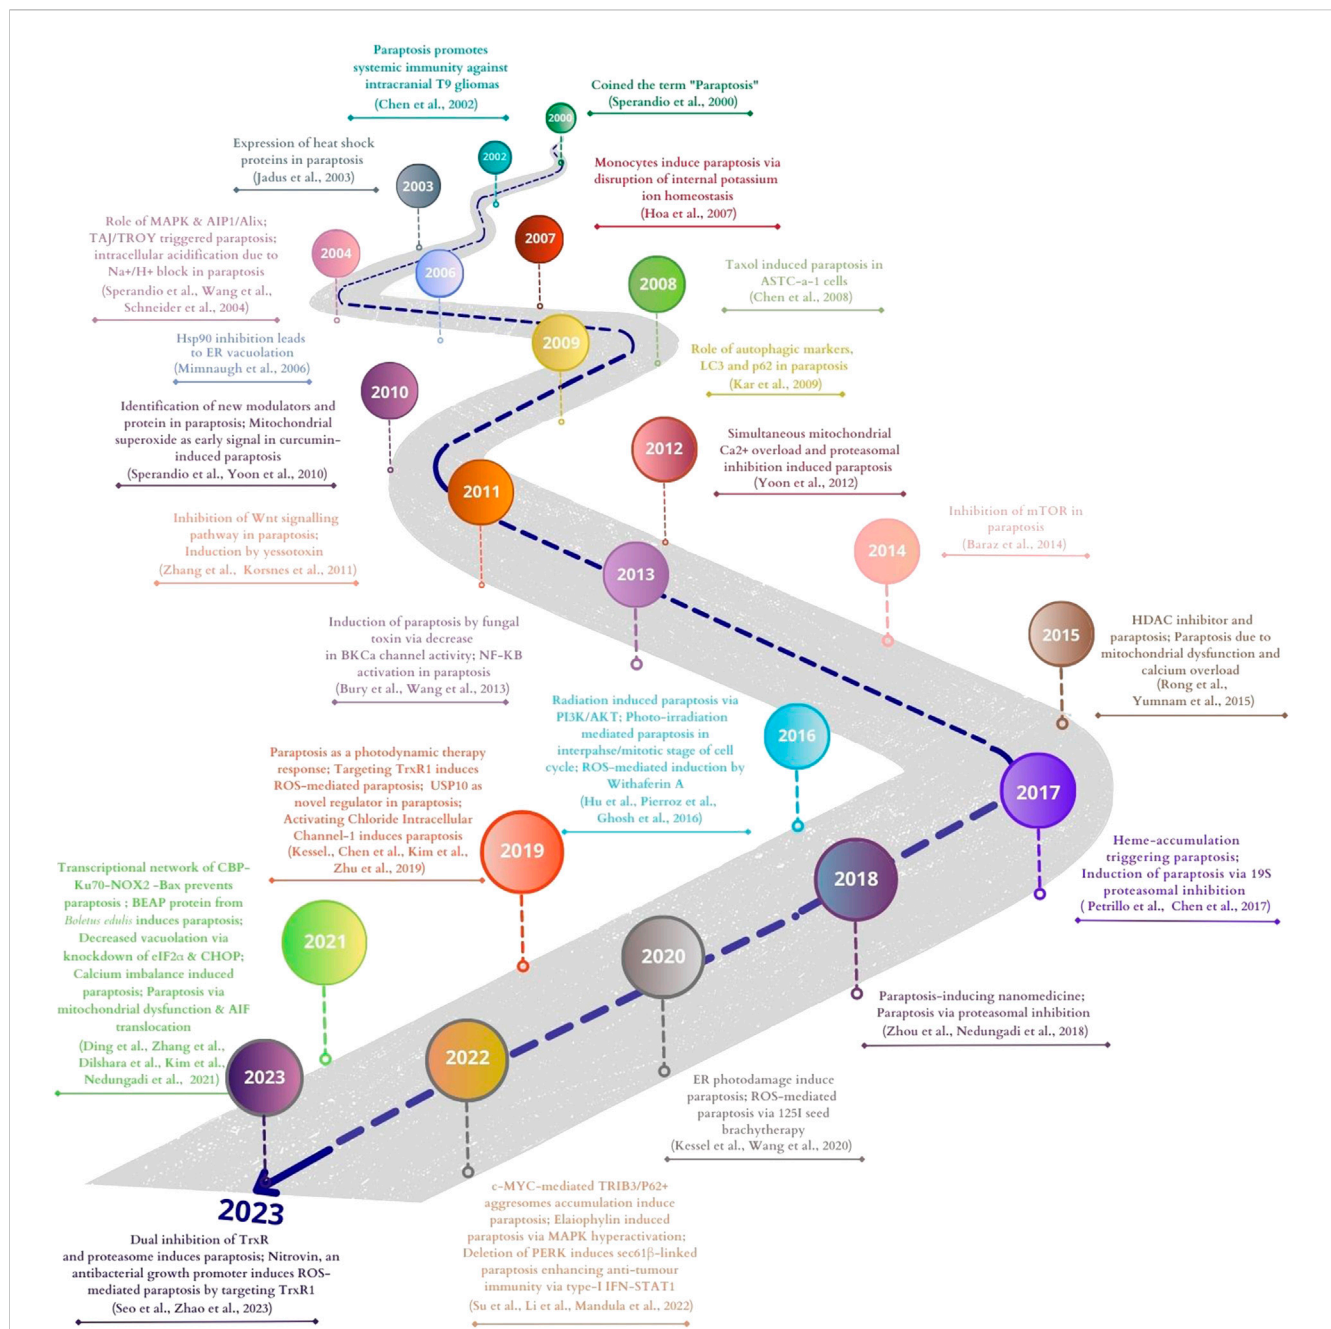 Paraptosis promotes
systemic immunity against
intracranial T9 gliomas
(Chen et al., 2002)
Coined the term "Paraptosis"
(Sperandio et al., 2000)
2000
2002
Expression of heat shock
proteins in paraptosis
(Jadus et al., 2003)
2003
Monocytes induce paraptosis via
disruption of internal potassium
ion homeostasis
(Hoa et al., 2007)
2007
Role of MAPK & AIP1/Alix;
TAJ/TROY triggered paraptosis;
intracellular acidification due to
Na+/H+ block in paraptosis
(Sperandio et al., Wang et al.,
Schneider et al., 2004)
2004
2006
2008
Taxol induced paraptosis in
ASTC-a-1 cells
(Chen et al., 2008)
Hsp90 inhibition leads
to ER vacuolation
(Mimnaugh et al., 2006)
2009
Role of autophagic markers,
LC3 and p62 in paraptosis
(Kar et al., 2009)
2010
Identification of new modulators and
protein in paraptosis; Mitochondrial
superoxide as early signal in curcumin-
induced paraptosis
(Sperandio et al., Yoon et al., 2010)
2012
Simultaneous mitochondrial
Ca2+ overload and proteasomal
inhibition induced paraptosis
(Yoon et al., 2012)
2011
Inhibition of Wnt signalling
pathway in paraptosis;
Induction by yessotoxin
(Zhang et al., Korsnes et al., 2011)
2014
Inhibition of mTOR in
paraptosis
(Baraz et al., 2014)
2013
Induction of paraptosis by fungal
toxin via decrease
in BKCa channel activity; NF-KB
activation in paraptosis
(Bury et al., Wang et al., 2013)
2015
HDAC inhibitor and
paraptosis; Paraptosis due to
mitochondrial dysfunction and
calcium overload
(Rong et al.,
Yumnam et al., 2015)
Radiation induced paraptosis via
PI3K/AKT; Photo-irradiation
mediated paraptosis in
interpahse/mitotic stage of cell
cycle; ROS-mediated induction by
Withaferin A
(Hu et al., Pierroz et al.,
Ghosh et al., 2016)
2016
2017
Heme-accumulation
triggering paraptosis;
Induction of paraptosis via 19S
proteasomal inhibition
( Petrillo et al., Chen et al., 2017)
Paraptosis as a photodynamic therapy
response; Targeting TrxR1 induces
ROS-mediated paraptosis; USP10 as
novel regulator in paraptosis;
Activating Chloride Intracellular
Channel-1 induces paraptosis
(Kessel., Chen et al., Kim et al.,
Zhu et al., 2019)
2019
2018
Paraptosis-inducing nanomedicine;
Paraptosis via proteasomal inhibition
(Zhou et al., Nedungadi et al., 2018)
Transcriptional network of CBP-
Ku70-NOX2 -Bax prevents
paraptosis ; BEAP protein from
Boletus edulis induces paraptosis;
Decreased vacuolation via
knockdown of eIF2α & CHOP;
Calcium imbalance induced
paraptosis; Paraptosis via
mitochondrial dysfunction & AIF
translocation
(Ding et al., Zhang et al.,
Dilshara et al., Kim et al.,
Nedungadi et al., 2021)
2021
2020
ER photodamage induce
paraptosis; ROS-mediated
paraptosis via 125I seed
brachytherapy
(Kessel et al., Wang et al., 2020)
2022
c-MYC-mediated TRIB3/P62+
aggresomes accumulation induce
paraptosis; Elaiophylin induced
paraptosis via MAPK hyperactivation;
Deletion of PERK induces sec61β-linked
paraptosis enhancing anti-tumour
immunity via type-I IFN-STAT1
(Su et al., Li et al., Mandula et al., 2022)
2023
2023
Dual inhibition of TrxR
and proteasome induces paraptosis; Nitrovin, an
antibacterial growth promoter induces ROS-
mediated paraptosis by targeting TrxR1
(Seo et al., Zhao et al., 2023)